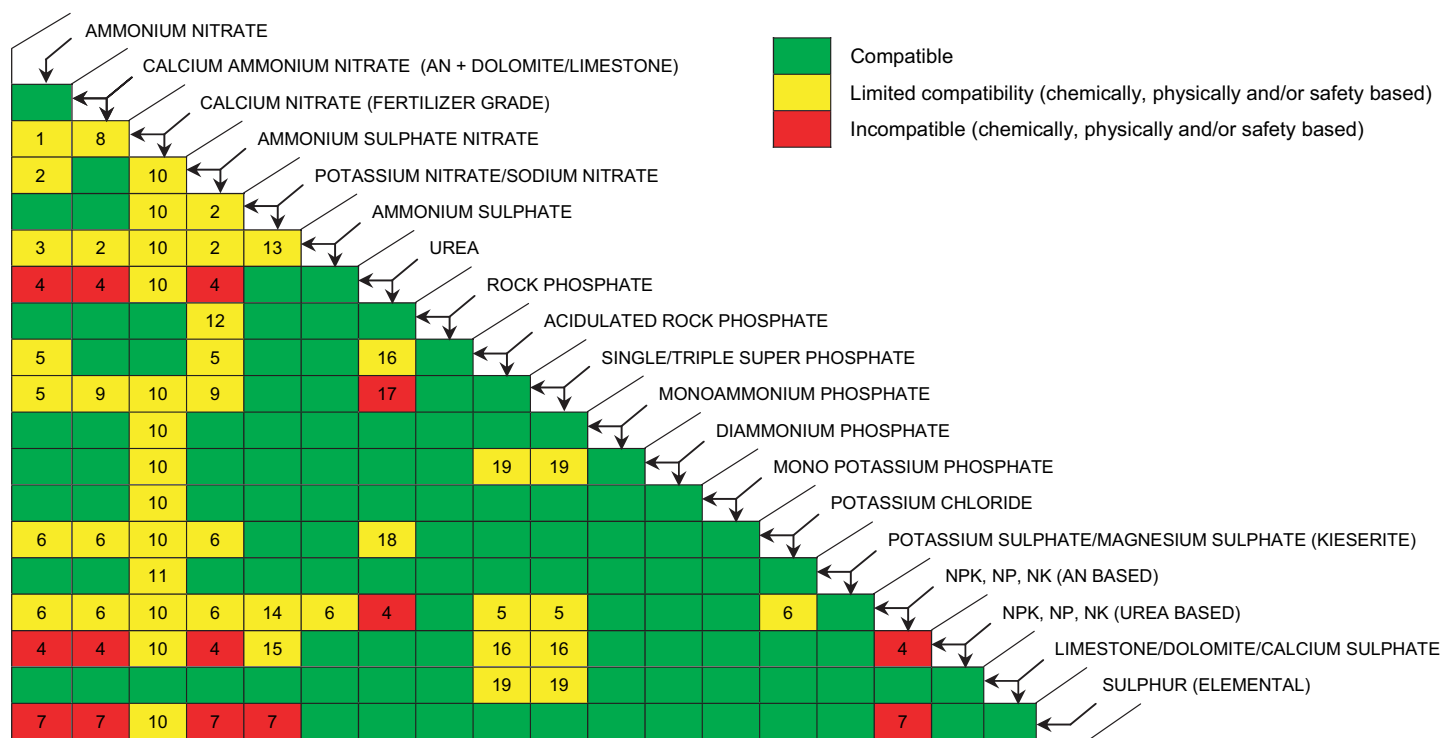 AMMONIUM NITRATE
Compatible
CALCIUM AMMONIUM NITRATE (AN + DOLOMITE/LIMESTONE)
Limited compatibility (chemically, physically and/or safety based)
CALCIUM NITRATE (FERTILIZER GRADE)
Incompatible (chemically, physically and/or safety based)
1 8
AMMONIUM SULPHATE NITRATE
2 10
POTASSIUM NITRATE/SODIUM NITRATE
10 2
AMMONIUM SULPHATE
3 2 10 2 13
UREA
4 4 10 4
ROCK PHOSPHATE
12
ACIDULATED ROCK PHOSPHATE
5 5 16
SINGLE/TRIPLE SUPER PHOSPHATE
5 9 10 9 17
MONOAMMONIUM PHOSPHATE
10
DIAMMONIUM PHOSPHATE
10 19 19
MONO POTASSIUM PHOSPHATE
10
POTASSIUM CHLORIDE
6 6 10 6 18
POTASSIUM SULPHATE/MAGNESIUM SULPHATE (KIESERITE)
11
NPK, NP, NK (AN BASED)
6 6 10 6 14 6 4 5 5 6
NPK, NP, NK (UREA BASED)
4 4 10 4 15 16 16 4
LIMESTONE/DOLOMITE/CALCIUM SULPHATE
19 19
SULPHUR (ELEMENTAL)
7 7 10 7 7 7